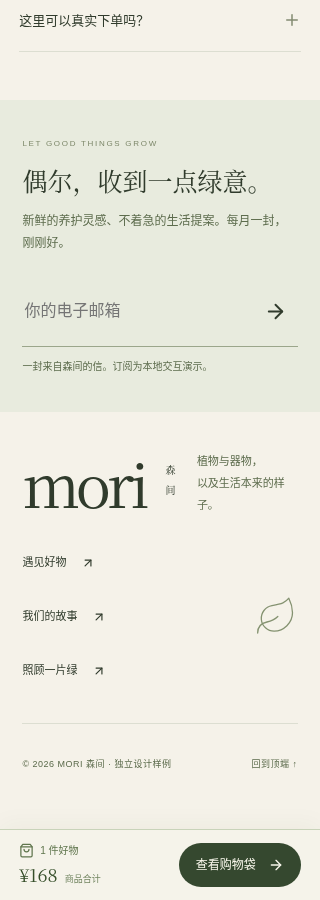 这里可以真实下单吗?
LET GOOD THINGS GROW
偶尔，收到一点绿意。
新鲜的养护灵感、不着急的生活提案。每月一封，
刚刚好。
你的电子邮箱
一封来自森间的信。订阅为本地交互演示。
mori
森间
植物与器物，
以及生活本来的样
子。
遇见好物
我们的故事
照顾一片绿
© 2026 MORI 森间 · 独立设计样例
回到顶端 ↑
1 件好物
¥168 商品合计
查看购物袋